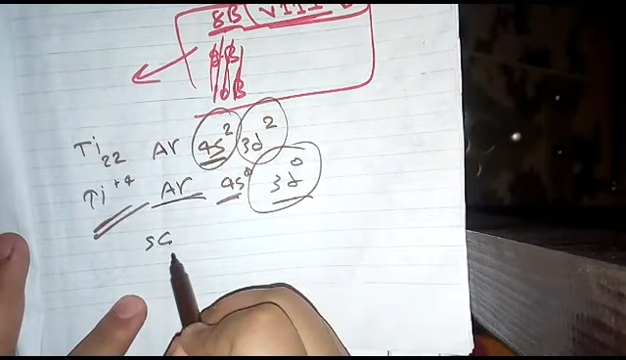 8B (VIII
Ti₂₂ Ar 4s² 3d²
Ti⁺⁴ Ar 4s⁰ 3d⁰
sc